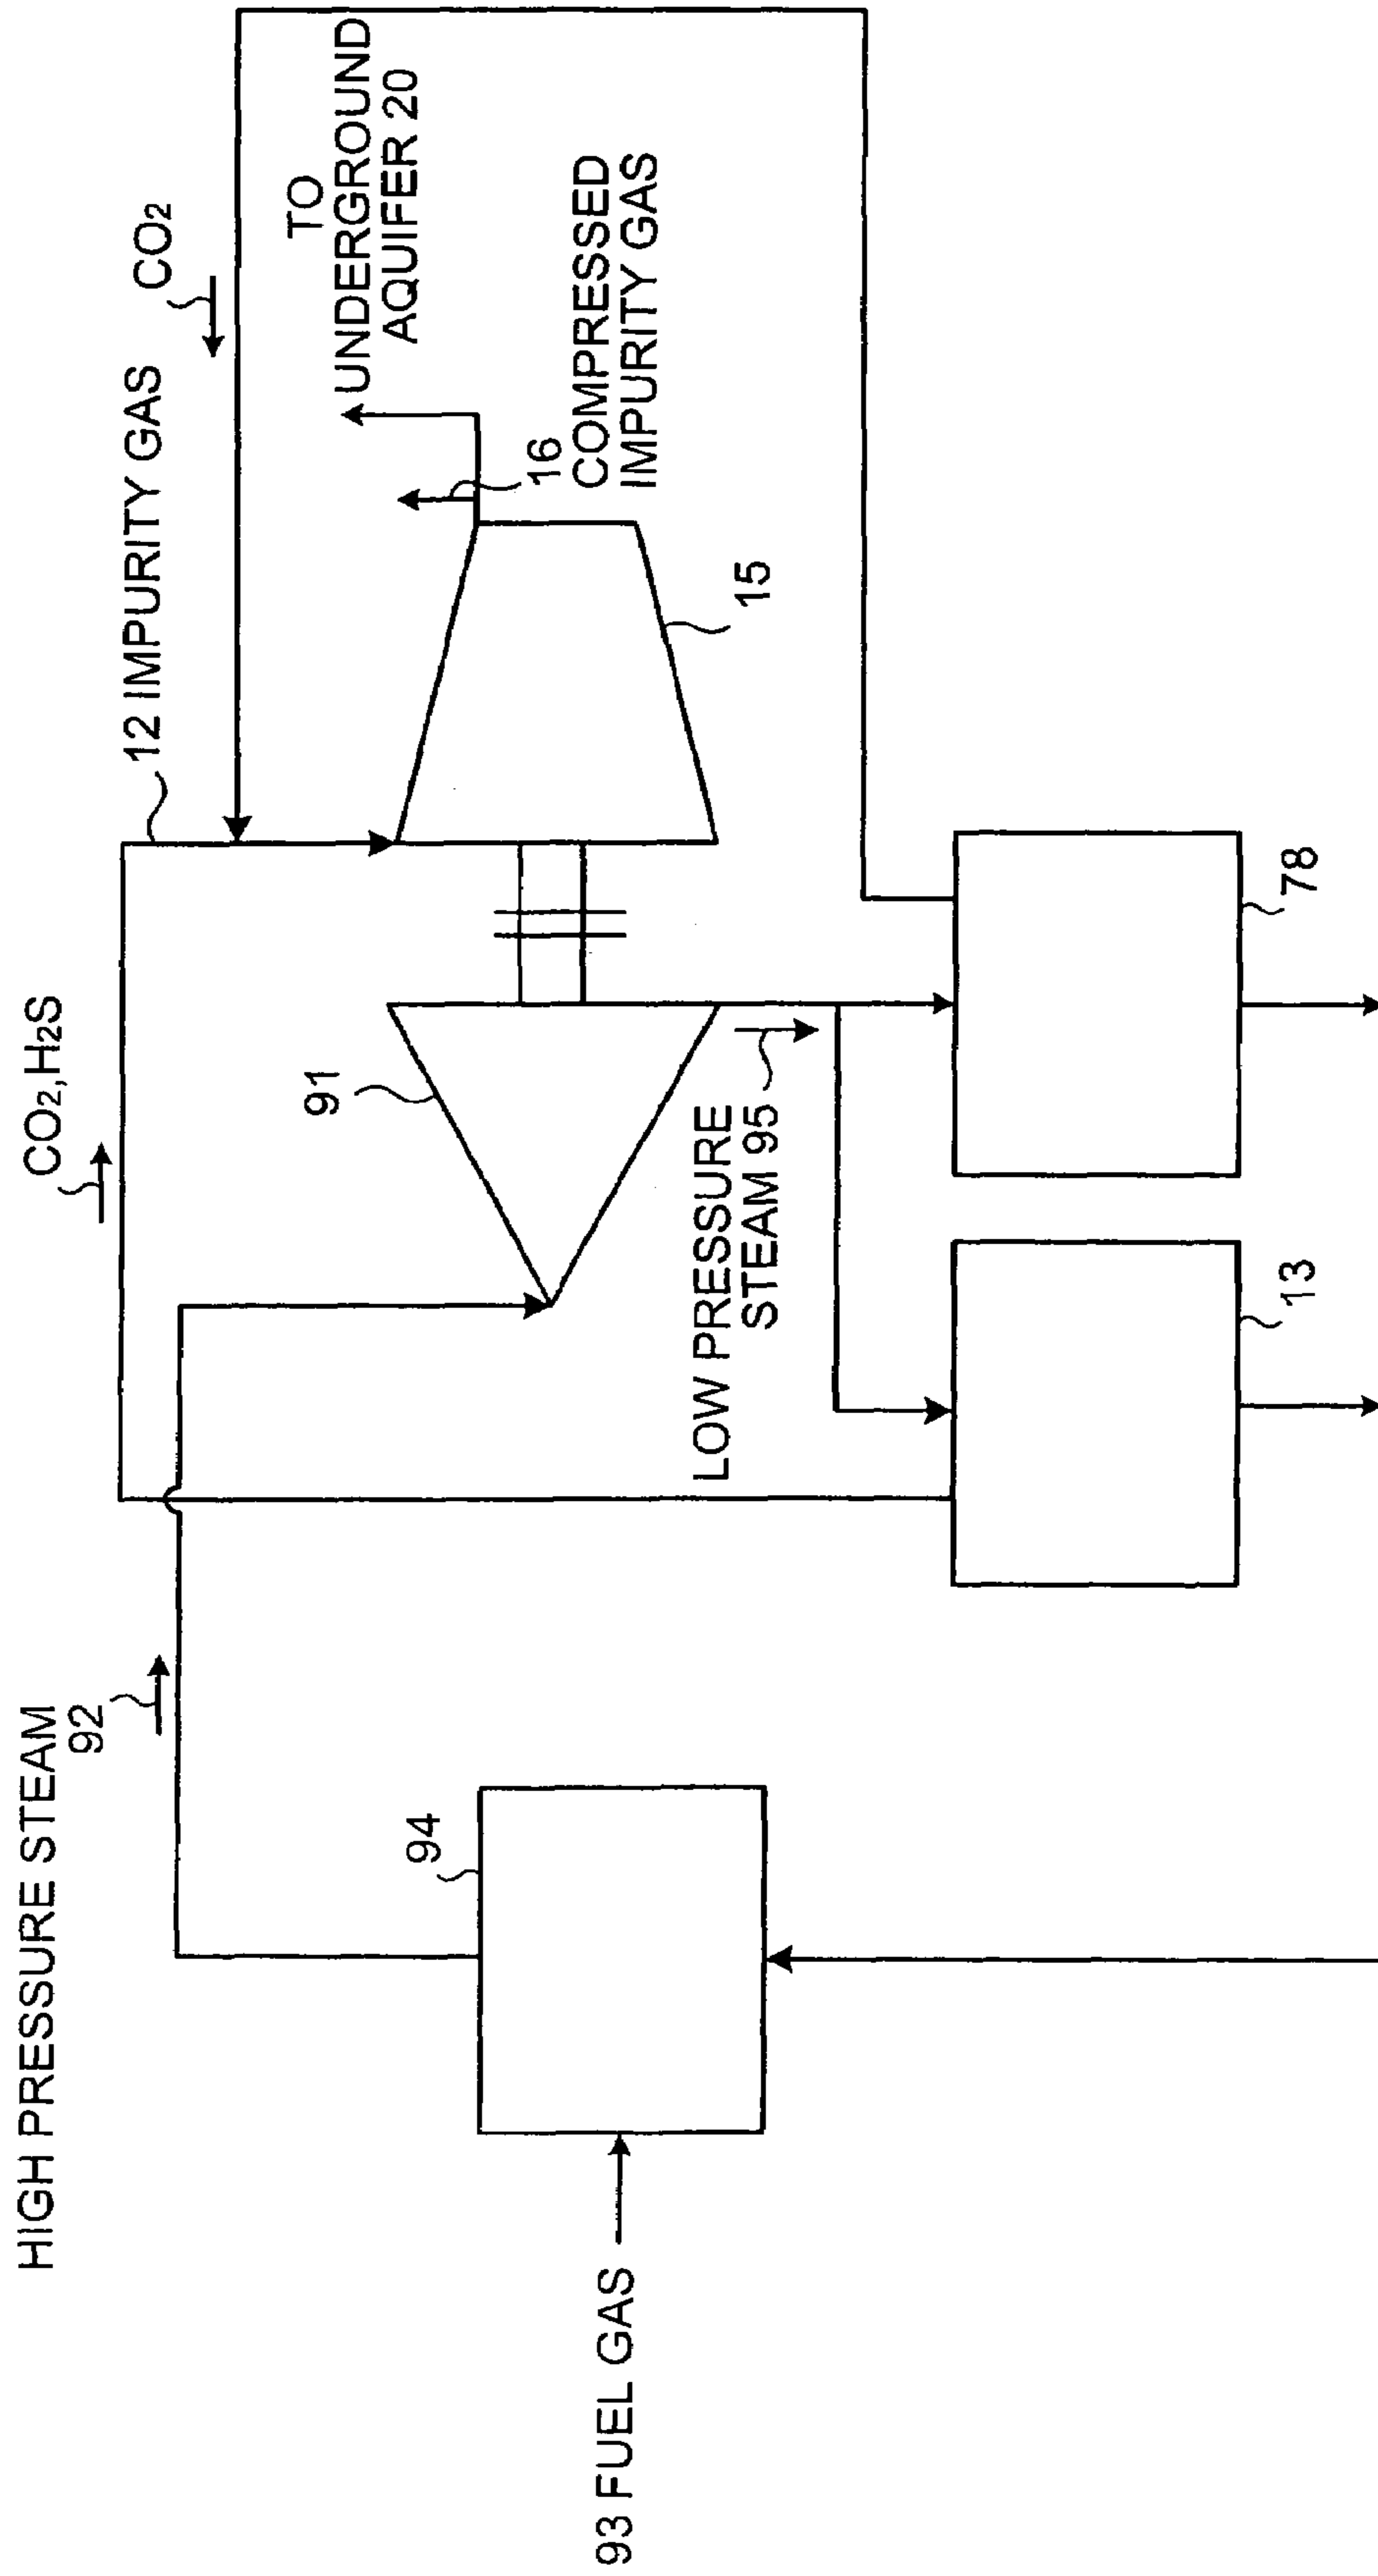 HIGH PRESSURE STEAM
92
CO2,H2S
12 IMPURITY GAS
CO2
TO
UNDERGROUND
AQUIFER 20
16
COMPRESSED
IMPURITY GAS
15
91
LOW PRESSURE
STEAM 95
94
93 FUEL GAS
13
78